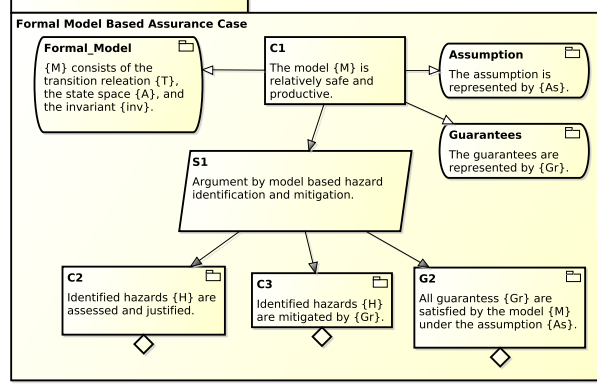 Formal Model Based Assurance Case
Formal_Model
{M} consists of the
transition releation {T},
the state space {A}, and
the invariant {inv}.
C1
The model {M} is
relatively safe and
productive.
Assumption
The assumption is
represented by {As}.
Guarantees
The guarantees are
represented by {Gr}.
S1
Argument by model based hazard
identification and mitigation.
C2
Identified hazards {H} are
assessed and justified.
C3
Identified hazards {H}
are mitigated by {Gr}.
G2
All guarantess {Gr} are
satisfied by the model {M}
under the assumption {As}.